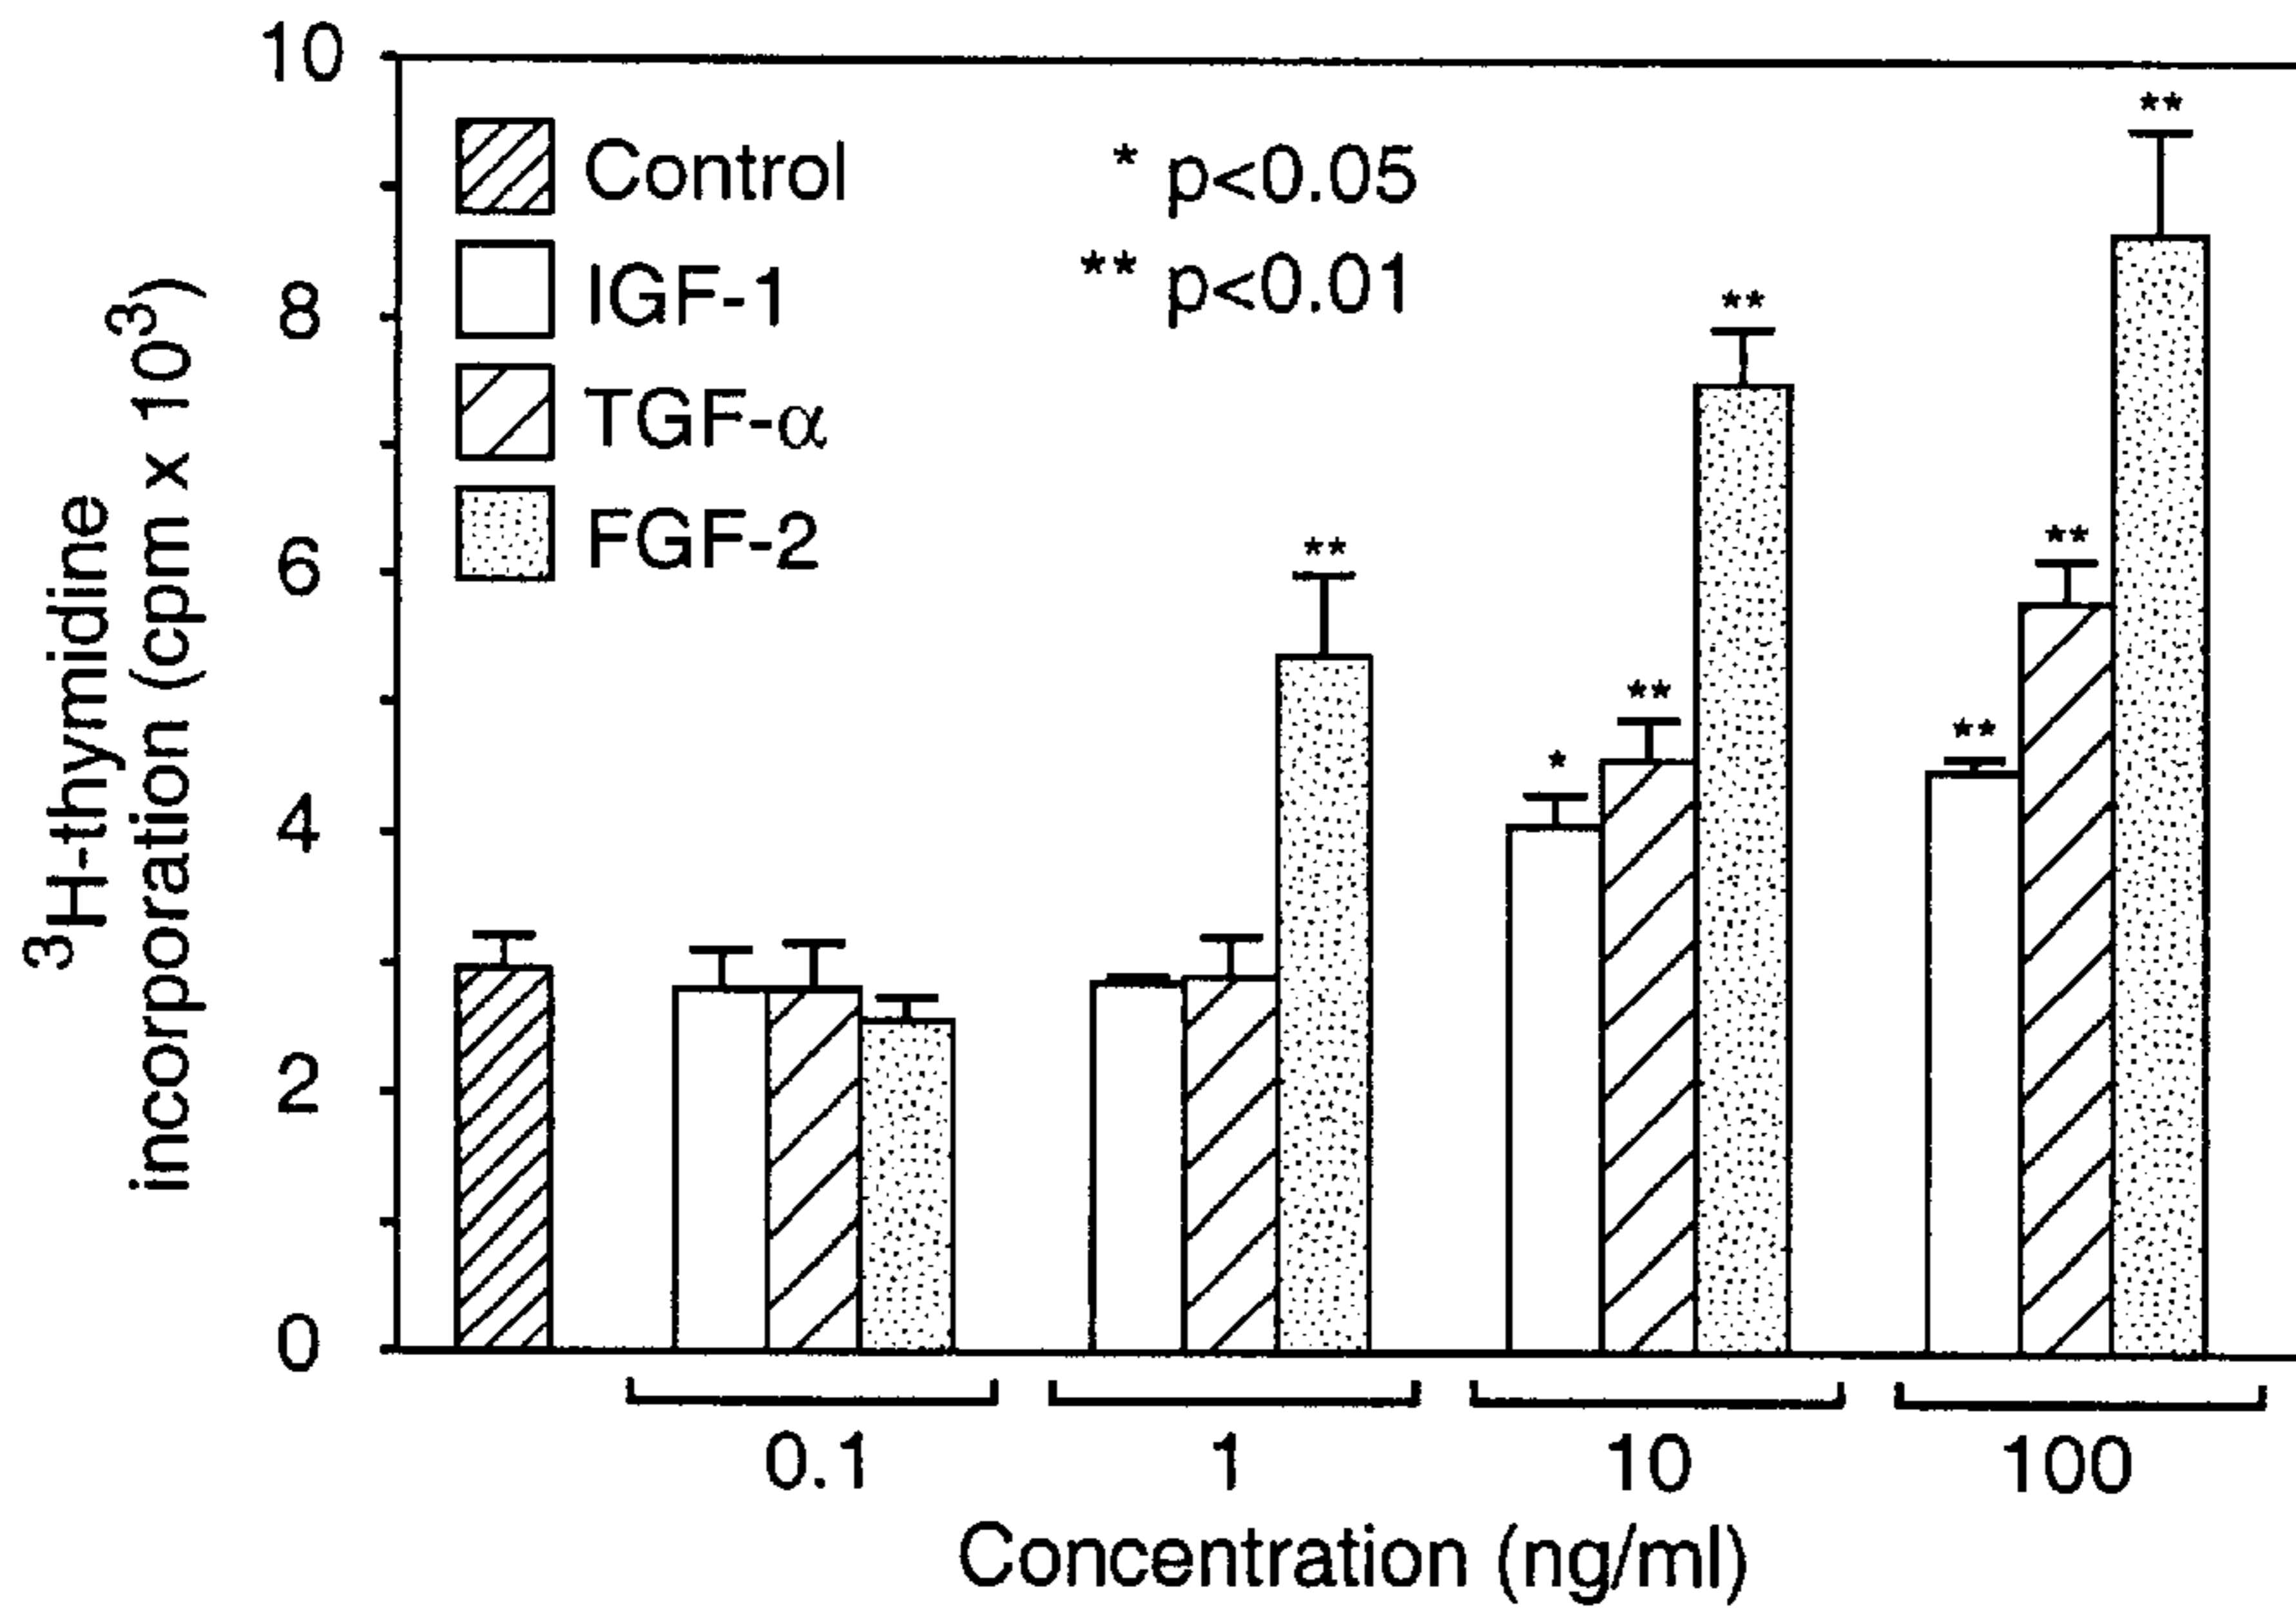 ³H-thymidine
incorporation (cpm x 10³)
10
8
6
4
2
0
Control
IGF-1
TGF-α
FGF-2
* p<0.05
** p<0.01
**
**
**
*
**
**
**
**
0.1
1
10
100
Concentration (ng/ml)